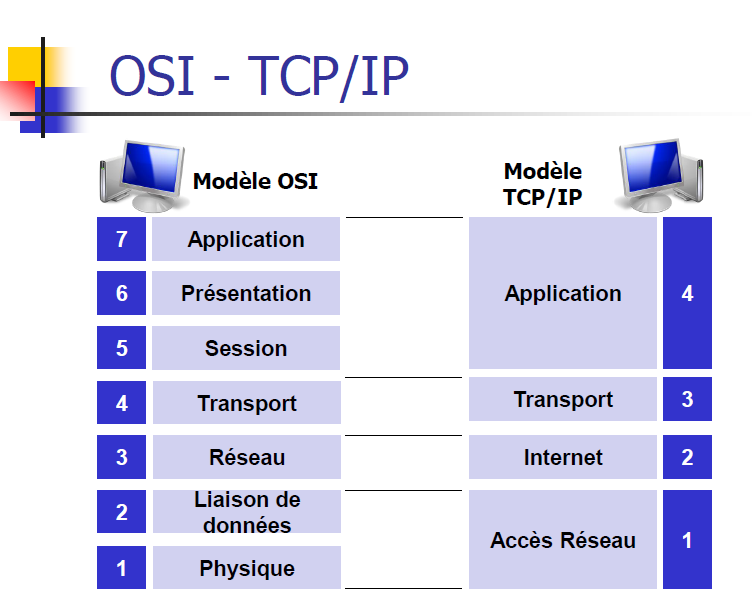 OSI - TCP/IP
Modèle OSI
7 Application
6 Présentation
5 Session
4 Transport
3 Réseau
2 Liaison de
données
1 Physique
Modèle
TCP/IP
Application 4
Transport 3
Internet 2
Accès Réseau 1